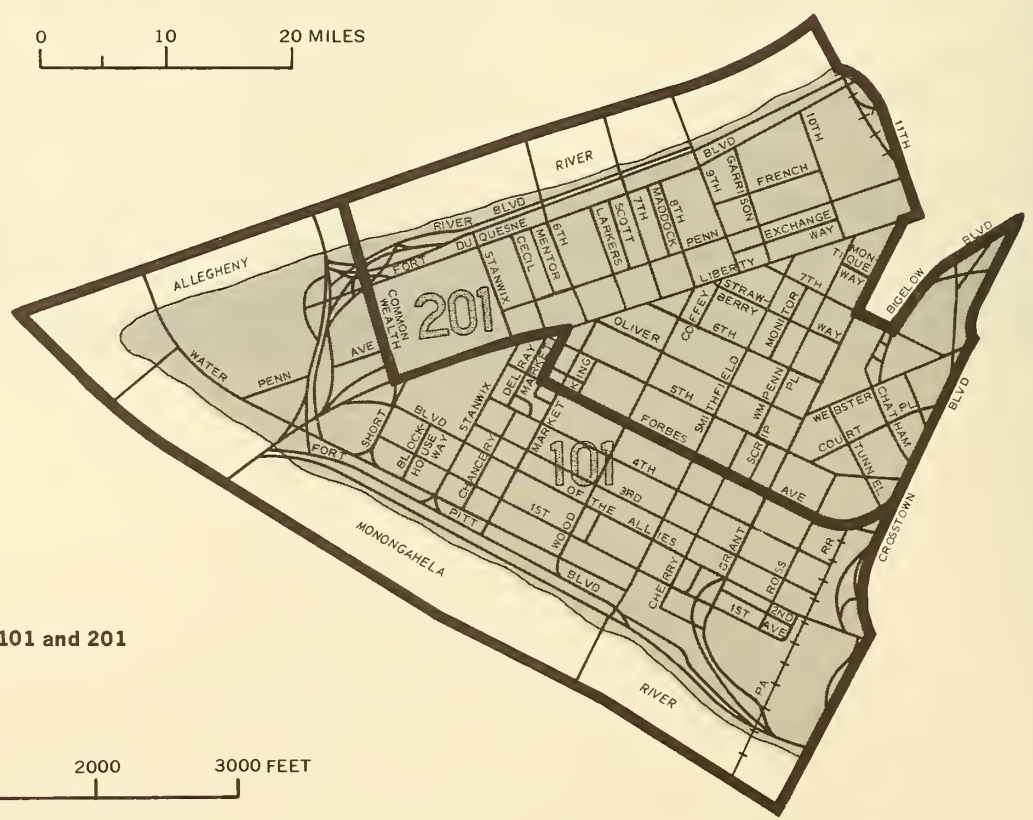 0 10 20 MILES
11TH
10TH
RIVER
BLVD
GARRISON
FRENCH
9TH
8TH
MADDOCK
7TH
SCOTT
LARKERS
PENN
EXCHANGE
WAY
RIVER BLVD
DU QUESNE
FORT
6TH
MENTOR
CECIL
STANWIX
ALLEGHENY
LIBERTY
MON-
TIQUE
WAY
BLVD
BIGELOW
COMMON
WEALTH
201
COFFEY
STRAW-
BERRY
7TH
WAY
MONITOR
6TH
OLIVER
WATER
PENN
AVE
DELRAY
MARKET
KING
5TH
SMITHFIELD
WM PENN
PL
WEBSTER
CHATHAM
PL
BLVD
COURT
TUNNEL
SCRIP
FORBES
AVE
SHORT
BLVD
BLOCK-
HOUSE
WAY
STANWIX
CHANCERY
MARKET
101
4TH
3RD
OF THE ALLIES
FORT
PITT
BLVD
1ST
WOOD
CHERRY
GRANT
ROSS
RR
CROSSTOWN
2ND
1ST
AVE
MONONGAHELA
RIVER
PA
101 and 201
2000 3000 FEET